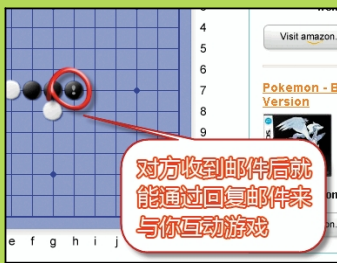 4
5
6
7
8
9
Visit amazon.
Pokemon - B
Version
对方收到邮件后就
能通过回复邮件来
与你互动游戏
e f g h i j